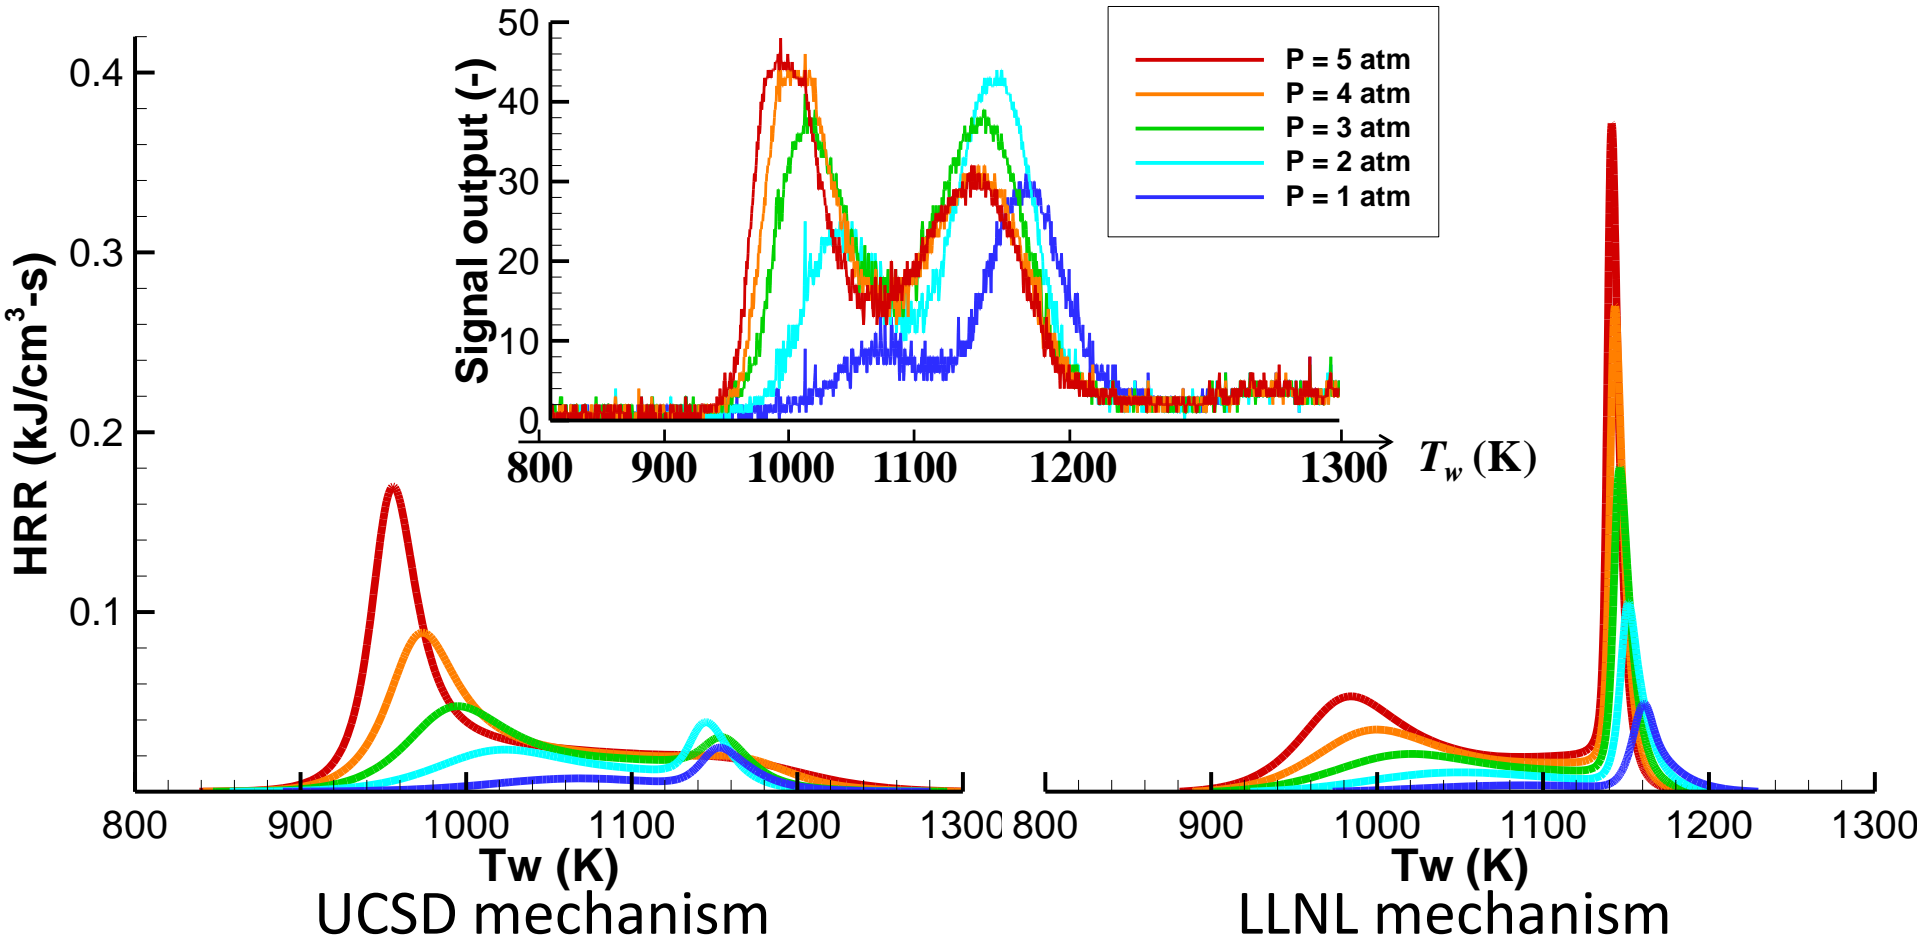 50
40
30
20
10
0
Signal output (-)
P = 5 atm
P = 4 atm
P = 3 atm
P = 2 atm
P = 1 atm
800 900 1000 1100 1200 1300 T_w (K)
0.4
0.3
0.2
0.1
HRR (kJ/cm³-s)
800 900 1000 1100 1200 1300
Tw (K)
UCSD mechanism
800 900 1000 1100 1200 1300
Tw (K)
LLNL mechanism